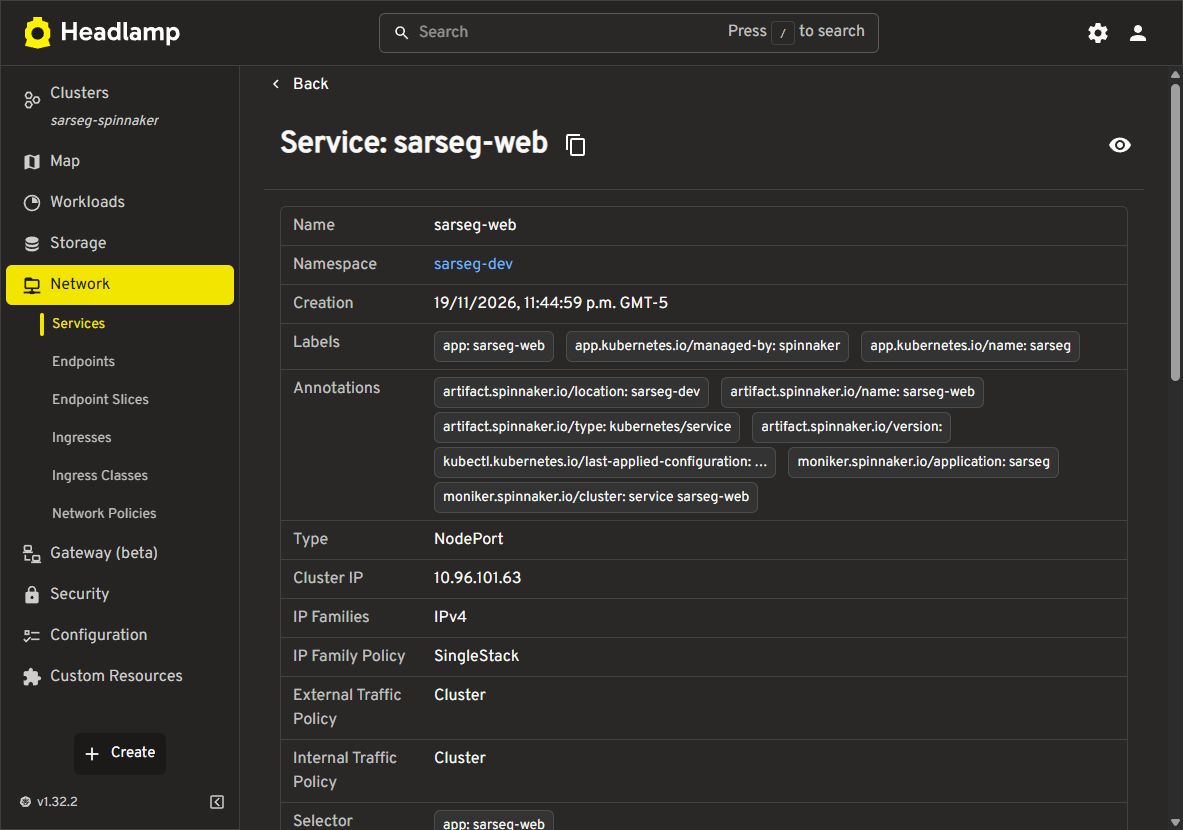 Headlamp
Search
Press / to search
Clusters
sarseg-spinnaker
Map
Workloads
Storage
Network
Services
Endpoints
Endpoint Slices
Ingresses
Ingress Classes
Network Policies
Gateway (beta)
Security
Configuration
Custom Resources
Create
v1.32.2
Back
Service: sarseg-web
Name sarseg-web
Namespace sarseg-dev
Creation 19/11/2026, 11:44:59 p.m. GMT-5
Labels app: sarseg-web app.kubernetes.io/managed-by: spinnaker app.kubernetes.io/name: sarseg
Annotations artifact.spinnaker.io/location: sarseg-dev artifact.spinnaker.io/name: sarseg-web
artifact.spinnaker.io/type: kubernetes/service artifact.spinnaker.io/version:
kubectl.kubernetes.io/last-applied-configuration: ... moniker.spinnaker.io/application: sarseg
moniker.spinnaker.io/cluster: service sarseg-web
Type NodePort
Cluster IP 10.96.101.63
IP Families IPv4
IP Family Policy SingleStack
External Traffic Cluster
Policy
Internal Traffic Cluster
Policy
Selector app: sarseg-web